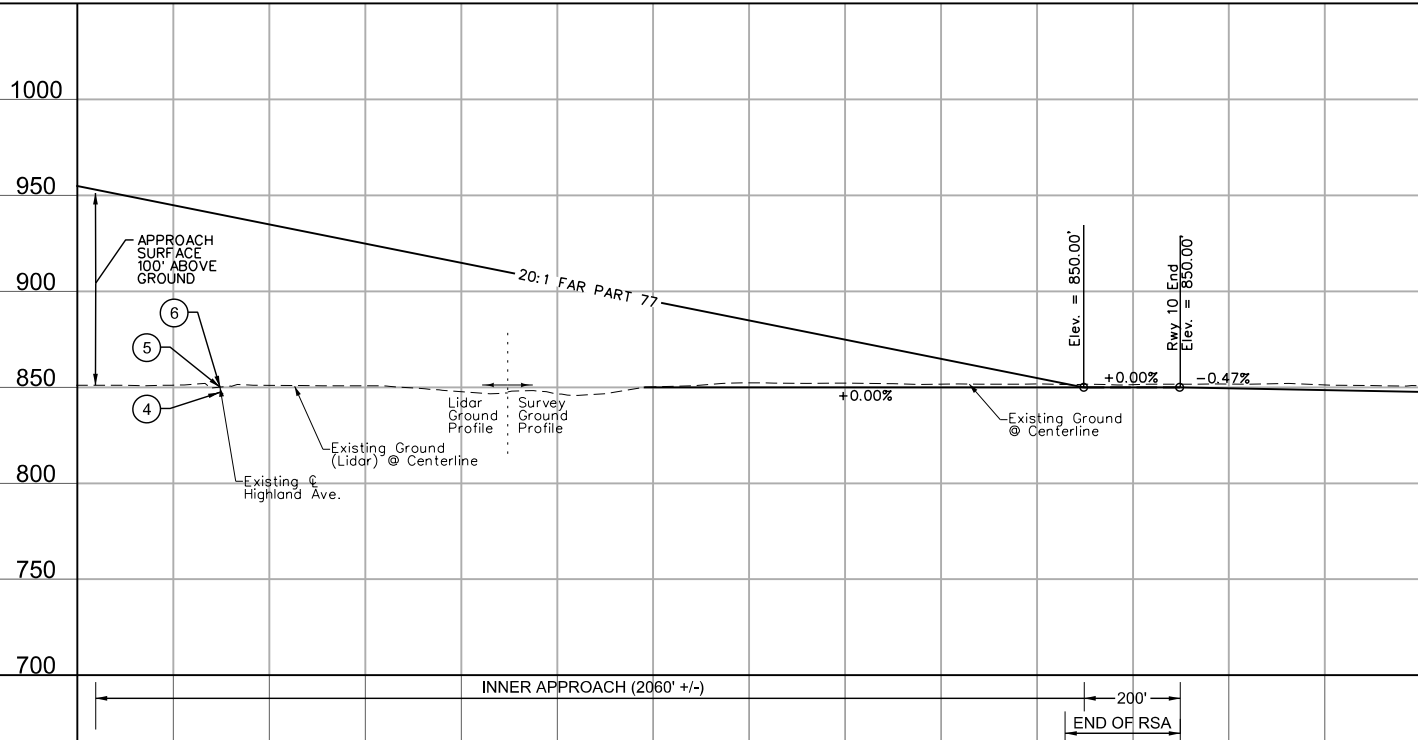 1000
950
900
850
800
750
700
APPROACH
SURFACE
100' ABOVE
GROUND
6
5
4
20:1 FAR PART 77
Elev. = 850.00'
Rwy 10 End
Elev. = 850.00'
+0.00%
-0.47%
+0.00%
Lidar
Ground
Profile
Survey
Ground
Profile
Existing Ground
(Lidar) @ Centerline
Existing Ground
@ Centerline
Existing ℄
Highland Ave.
INNER APPROACH (2060' +/-)
200'
END OF RSA